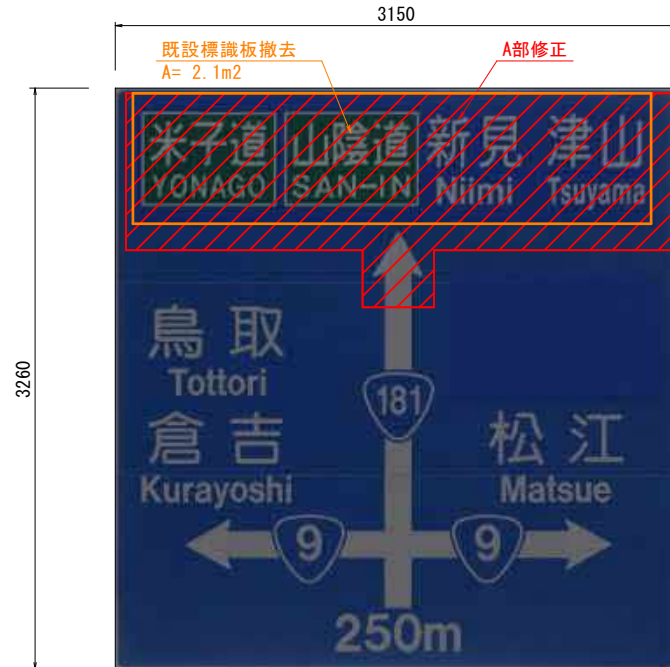 3150
既設標識板撤去
A= 2.1m2
A部修正
米子道
YONAGO
山陰道
SAN-IN
新見
Niimi
津山
Tsuyama
3260
鳥取
Tottori
181
倉吉
Kurayoshi
松江
Matsue
9
9
250m